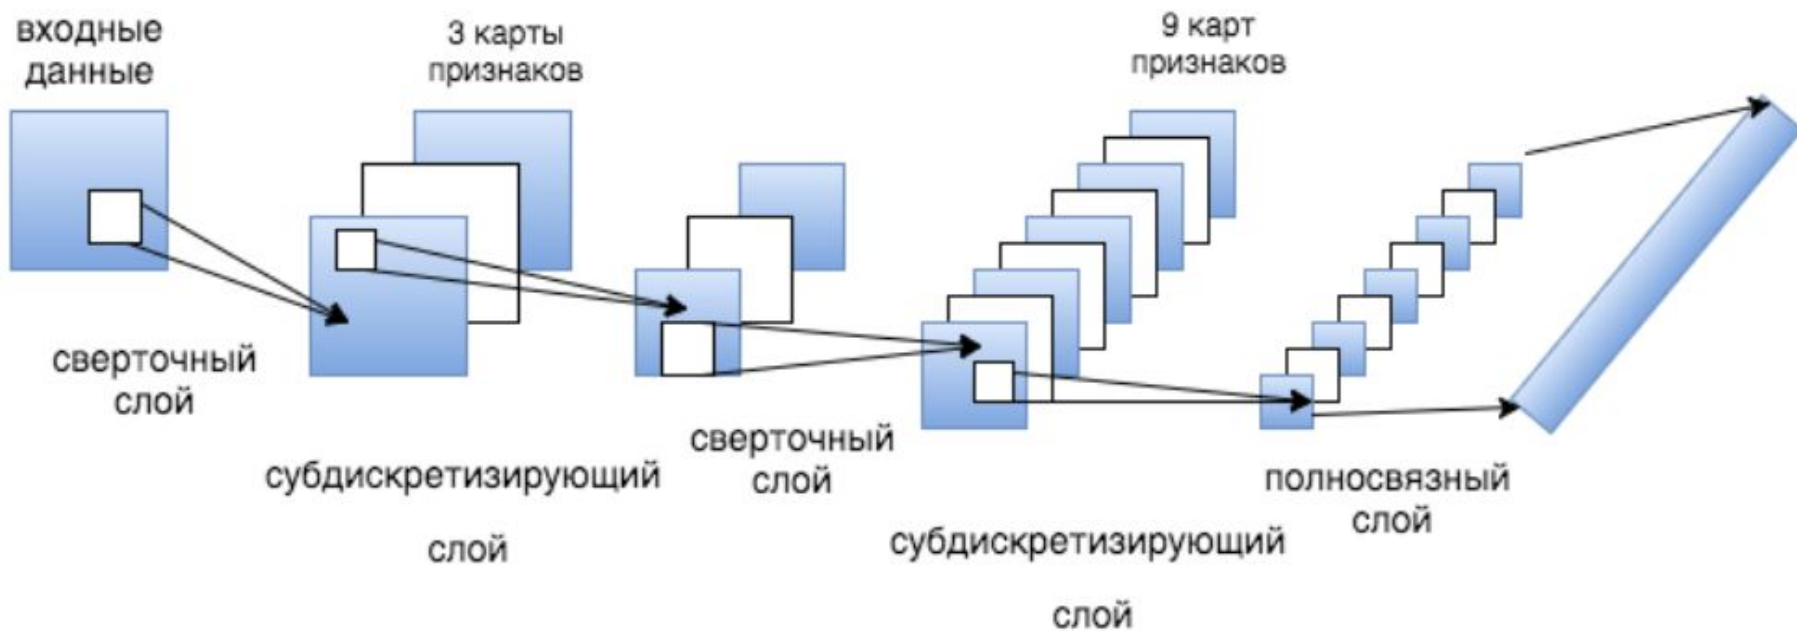 входные
данные
3 карты
признаков
9 карт
признаков
сверточный
слой
субдискретизирующий
слой
сверточный
слой
субдискретизирующий
слой
полносвязный
слой